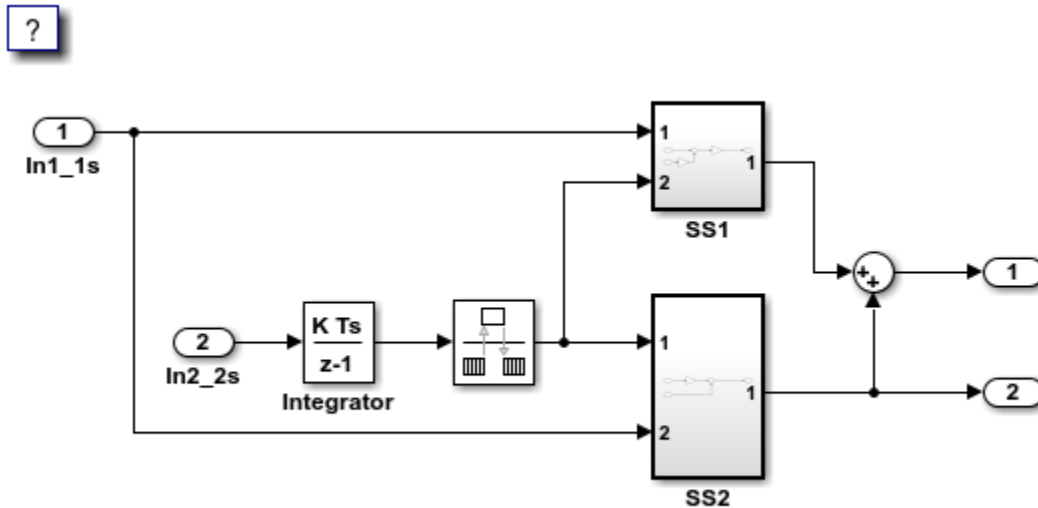 ?
1
In1_1s
1
2
1
SS1
+
+
1
2
In2_2s
K Ts
z-1
Integrator
1
2
1
SS2
2